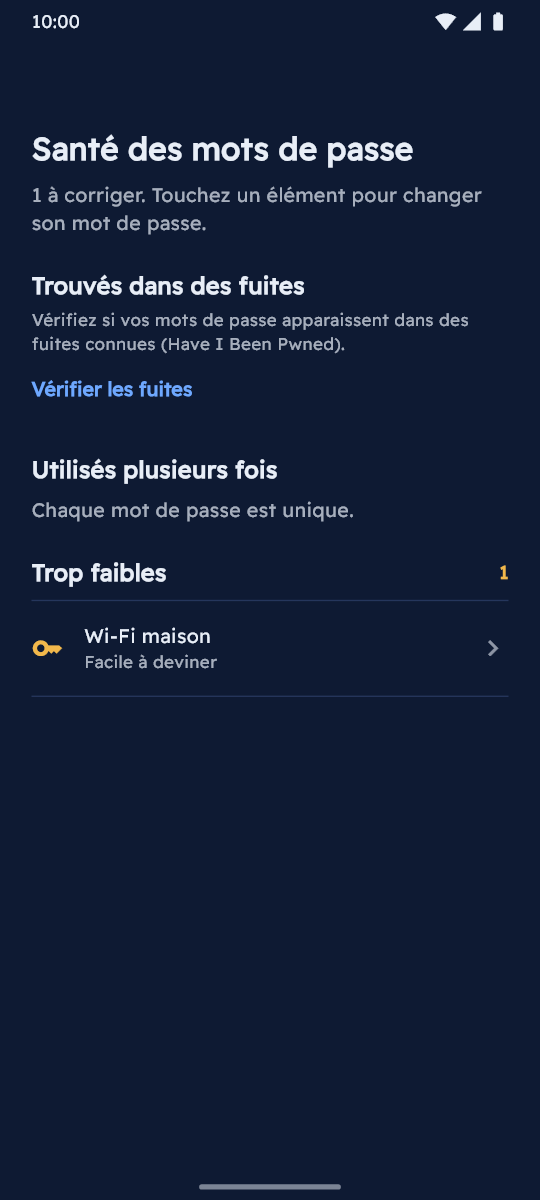 10:00
Santé des mots de passe
1 à corriger. Touchez un élément pour changer
son mot de passe.
Trouvés dans des fuites
Vérifiez si vos mots de passe apparaissent dans des
fuites connues (Have I Been Pwned).
Vérifier les fuites
Utilisés plusieurs fois
Chaque mot de passe est unique.
Trop faibles 1
Wi-Fi maison
Facile à deviner